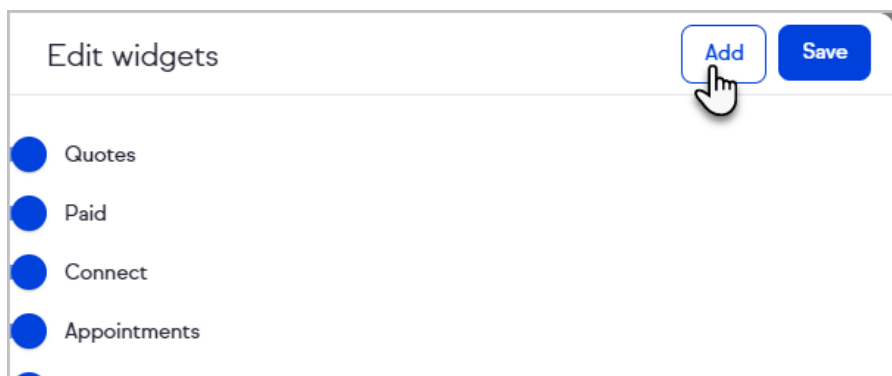 Edit widgets
Add
Save
Quotes
Paid
Connect
Appointments